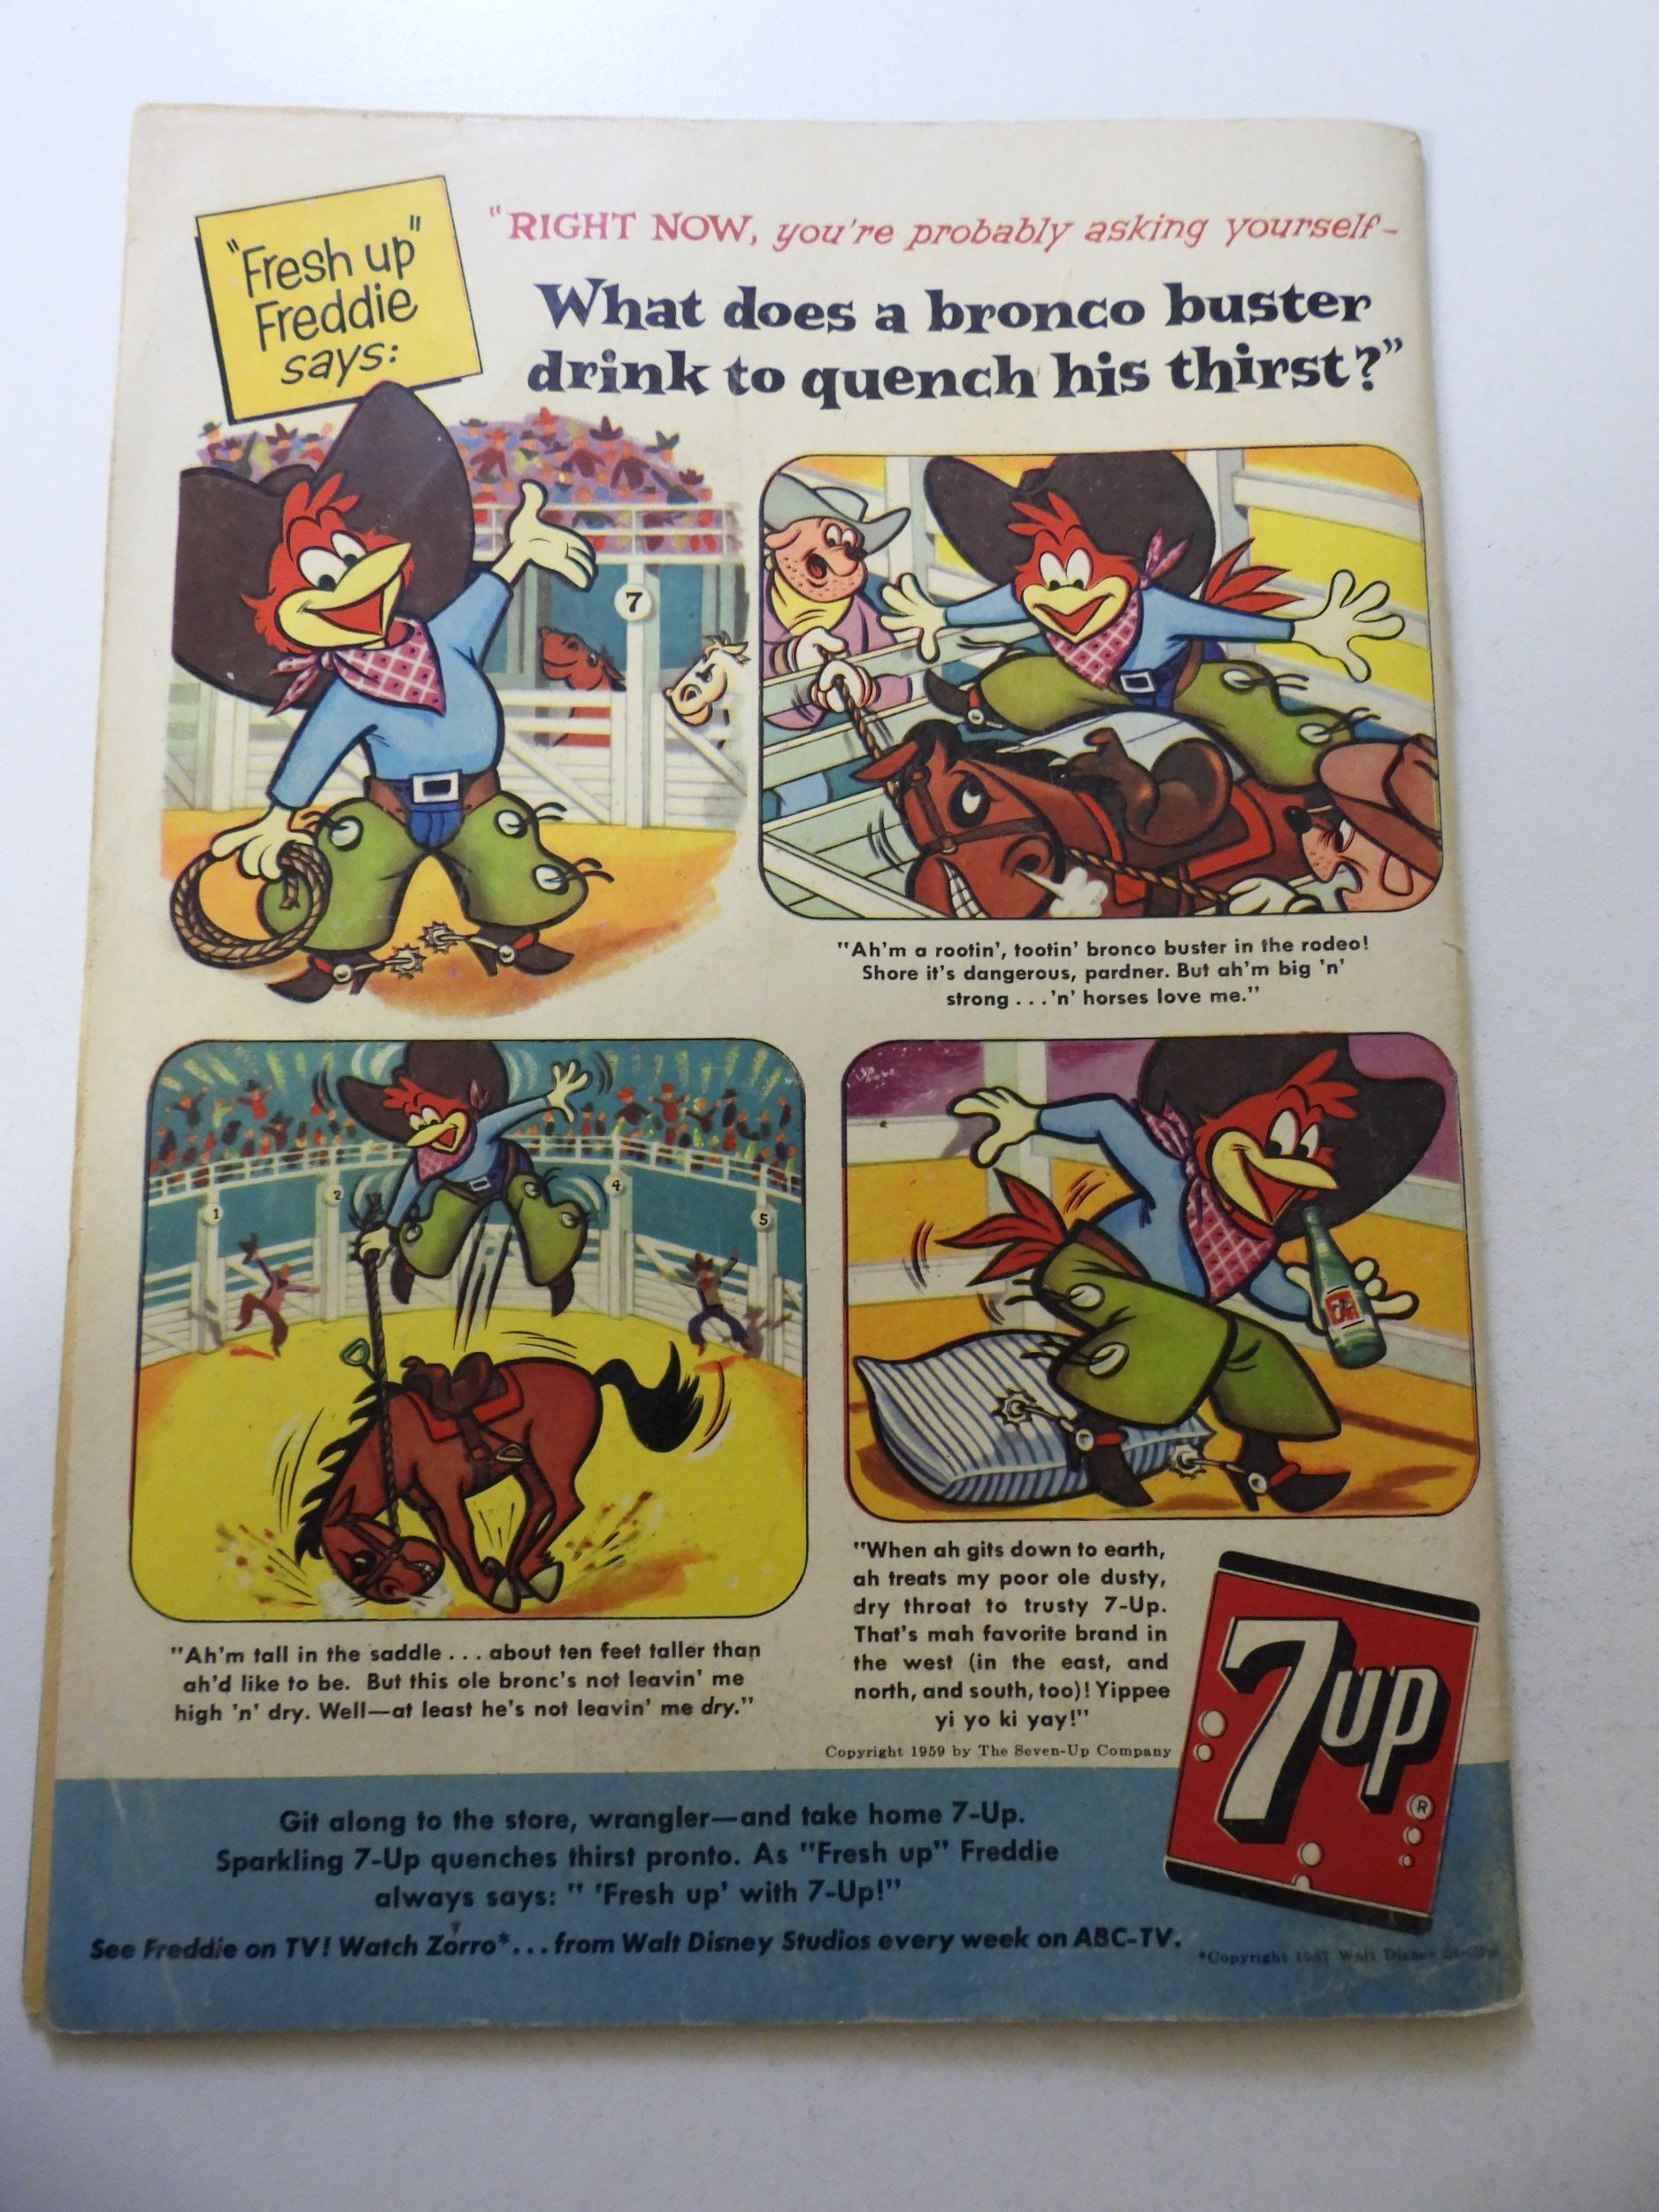 "Fresh up"
Freddie
says:
"RIGHT NOW, you're probably asking yourself-
What does a bronco buster
drink to quench his thirst?"
7
"Ah'm a rootin', tootin' bronco buster in the rodeo!
Shore it's dangerous, pardner. But ah'm big 'n'
strong . . . 'n' horses love me."
1
2
4
5
"Ah'm tall in the saddle . . . about ten feet taller than
ah'd like to be. But this ole bronc's not leavin' me
high 'n' dry. Well—at least he's not leavin' me dry."
"When ah gits down to earth,
ah treats my poor ole dusty,
dry throat to trusty 7-Up.
That's mah favorite brand in
the west (in the east, and
north, and south, too)! Yippee
yi yo ki yay!"
Copyright 1959 by The Seven-Up Company
7up
®
Git along to the store, wrangler—and take home 7-Up.
Sparkling 7-Up quenches thirst pronto. As "Fresh up" Freddie
always says: " 'Fresh up' with 7-Up!"
See Freddie on TV! Watch Zorro*... from Walt Disney Studios every week on ABC-TV.
*Copyright 1957 Walt Disney